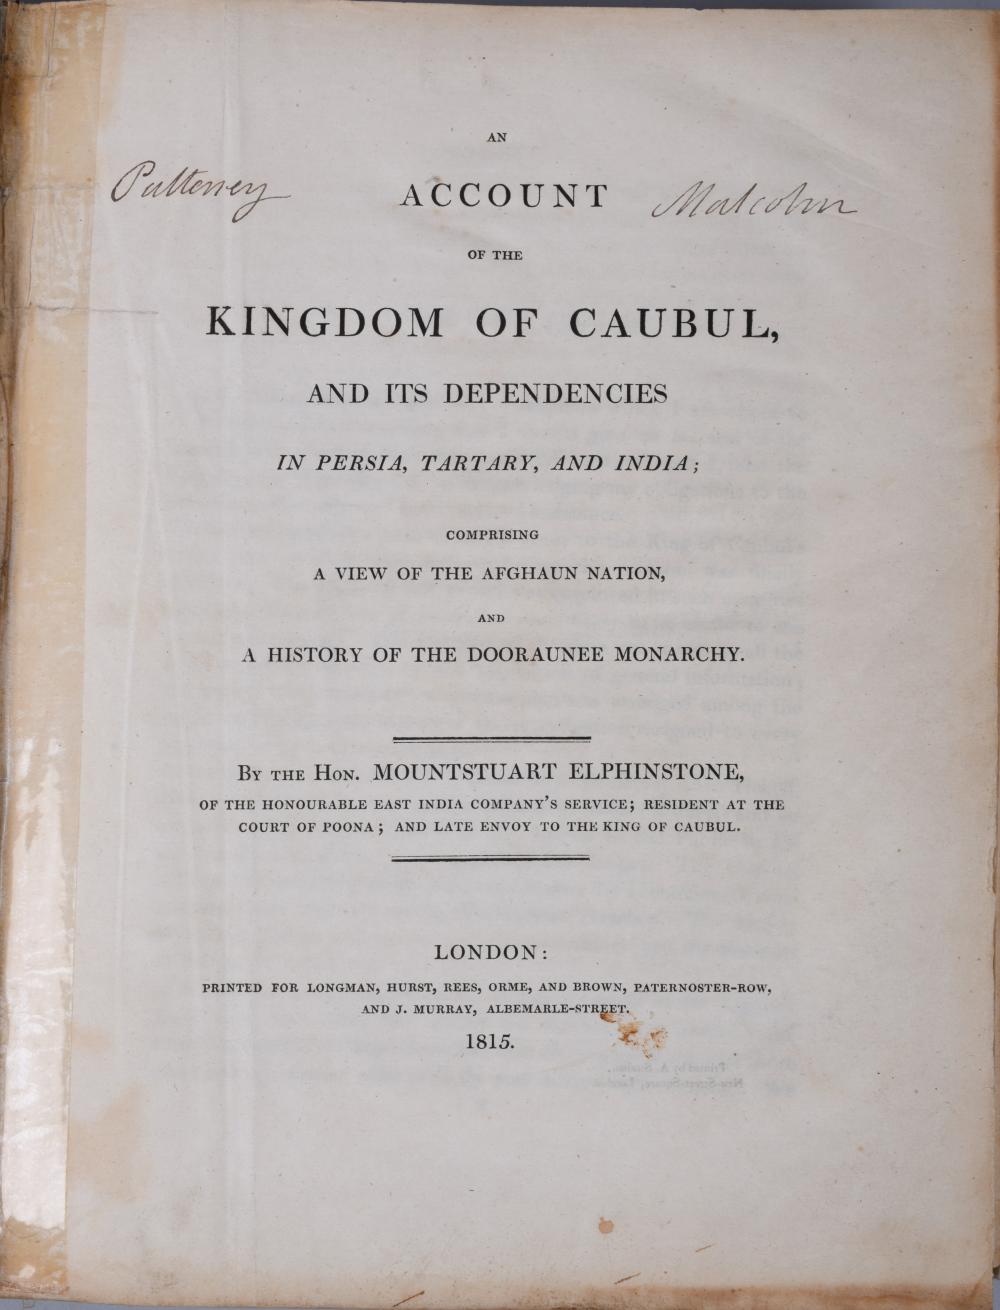 AN
Pulteney ACCOUNT Malcolm
OF THE
KINGDOM OF CAUBUL,
AND ITS DEPENDENCIES
IN PERSIA, TARTARY, AND INDIA;
COMPRISING
A VIEW OF THE AFGHAUN NATION,
AND
A HISTORY OF THE DOORAUNEE MONARCHY.
BY THE HON. MOUNTSTUART ELPHINSTONE,
OF THE HONOURABLE EAST INDIA COMPANY'S SERVICE; RESIDENT AT THE
COURT OF POONA; AND LATE ENVOY TO THE KING OF CAUBUL.
LONDON:
PRINTED FOR LONGMAN, HURST, REES, ORME, AND BROWN, PATERNOSTER-ROW,
AND J. MURRAY, ALBEMARLE-STREET.
1815.